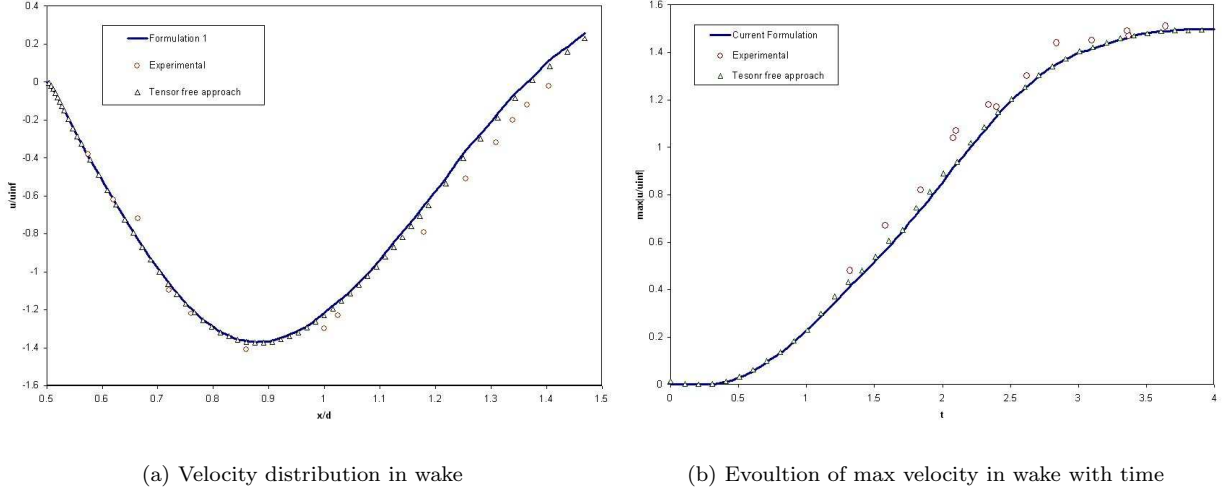 0.4
0.2
0
-0.2
-0.4
-0.6
-0.8
-1
-1.2
-1.4
-1.6
u/uinf
Formulation 1
Experimental
Tensor free approach
0.5 0.6 0.7 0.8 0.9 1 1.1 1.2 1.3 1.4 1.5
x/d
1.6
1.4
1.2
1
0.8
0.6
0.4
0.2
0
max|u/uinf|
Current Formulation
Experimental
Tesonr free approach
0 0.5 1 1.5 2 2.5 3 3.5 4
t
(a) Velocity distribution in wake
(b) Evoultion of max velocity in wake with time